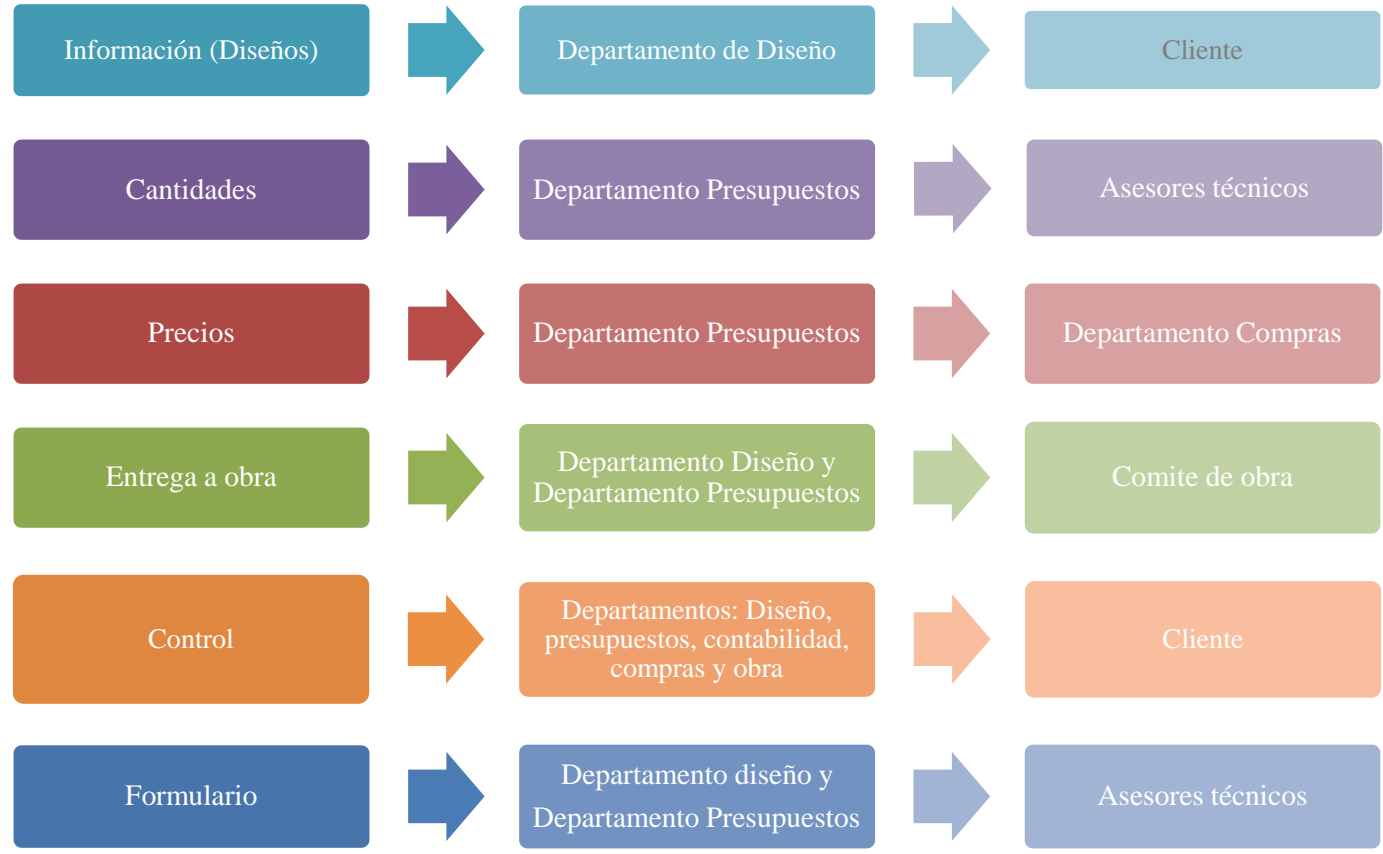 Información (Diseños)
Departamento de Diseño
Cliente
Cantidades
Departamento Presupuestos
Asesores técnicos
Precios
Departamento Presupuestos
Departamento Compras
Entrega a obra
Departamento Diseño y
Departamento Presupuestos
Comite de obra
Control
Departamentos: Diseño,
presupuestos, contabilidad,
compras y obra
Cliente
Formulario
Departamento diseño y
Departamento Presupuestos
Asesores técnicos